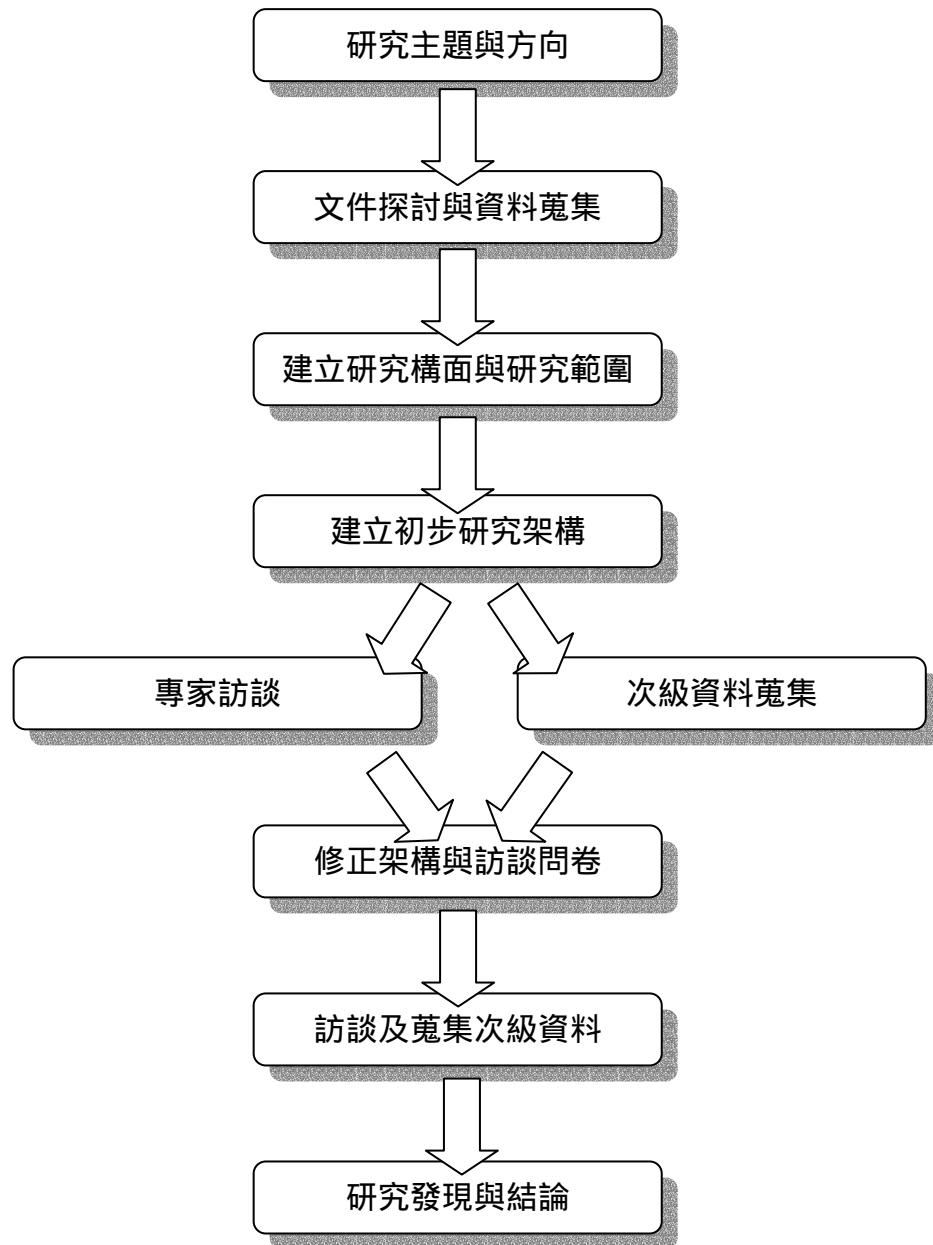 研究主題與方向
文件探討與資料蒐集
建立研究構面與研究範圍
建立初步研究架構
專家訪談
次級資料蒐集
修正架構與訪談問卷
訪談及蒐集次級資料
研究發現與結論